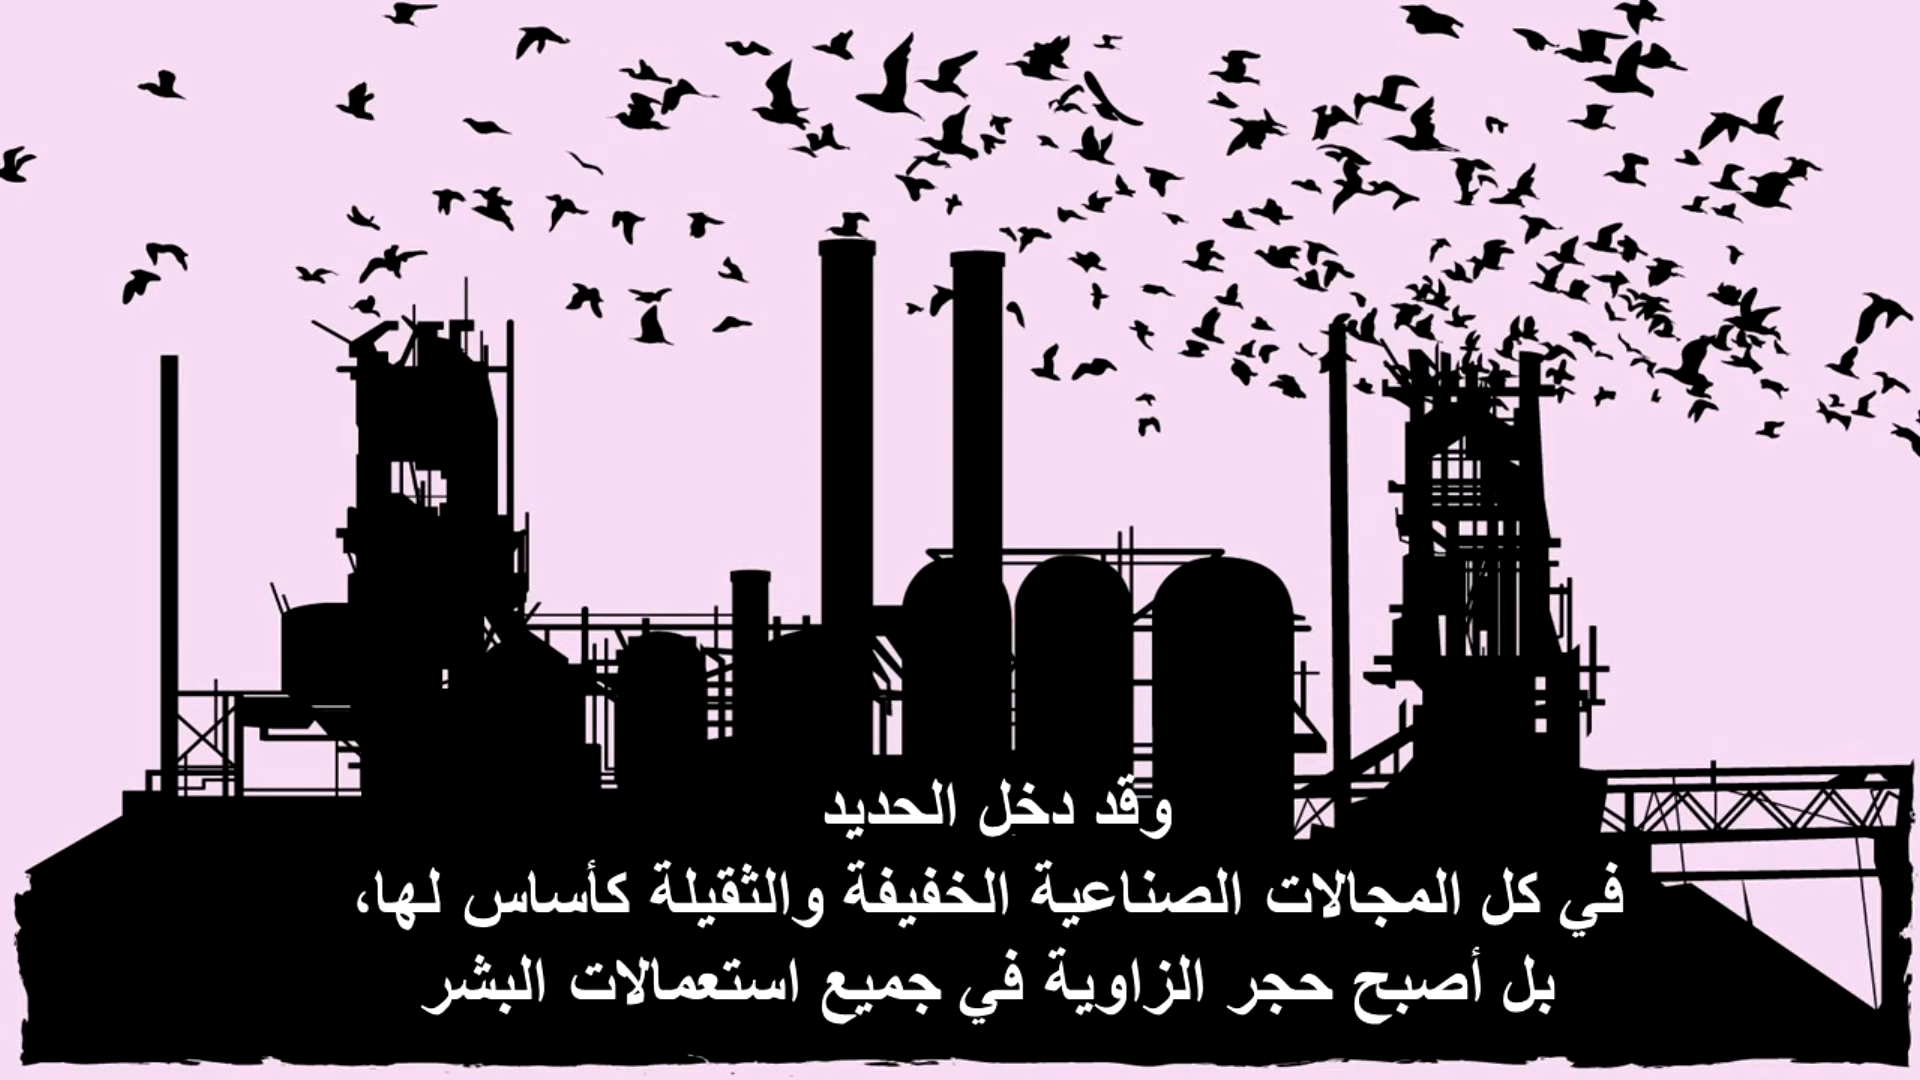 وقد دخل الحديد
في كل المجالات الصناعية الخفيفة والثقيلة كأساس لها،
بل أصبح حجر الزاوية في جميع استعمالات البشر